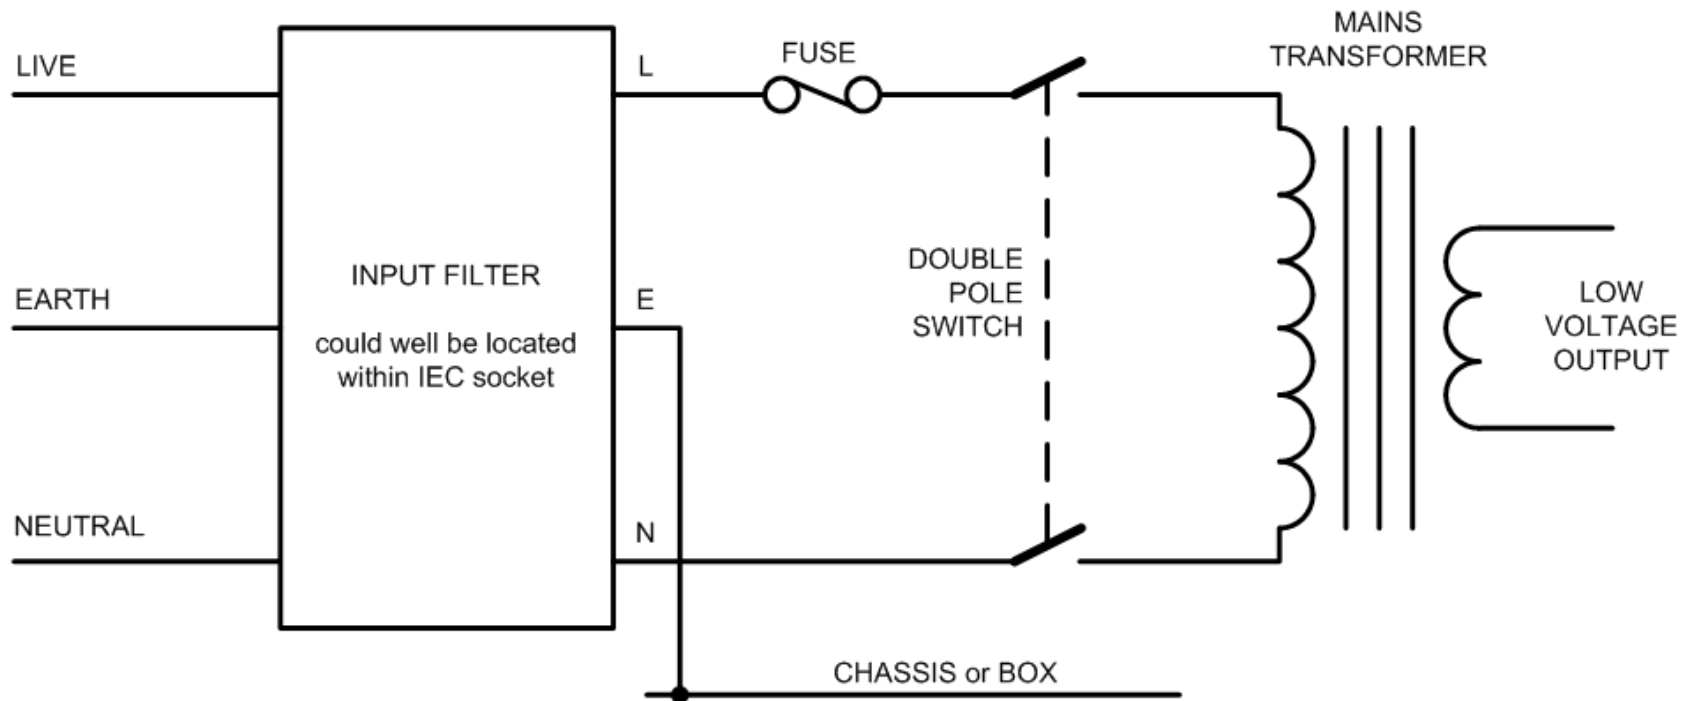 LIVE
EARTH
NEUTRAL
INPUT FILTER
could well be located
within IEC socket
L
E
N
FUSE
DOUBLE
POLE
SWITCH
CHASSIS or BOX
MAINS
TRANSFORMER
LOW
VOLTAGE
OUTPUT